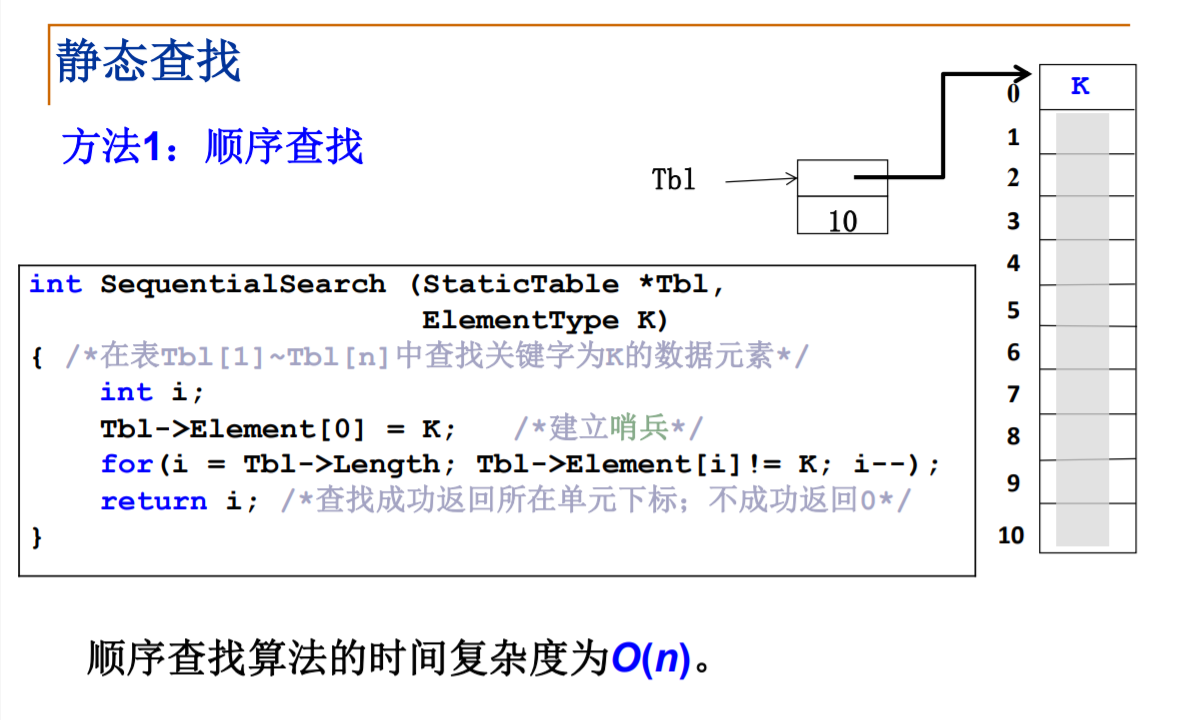 静态查找
方法1：顺序查找
Tbl
10
K
0
1
2
3
4
5
6
7
8
9
10
int SequentialSearch (StaticTable *Tbl,
ElementType K)
{ /*在表Tbl[1]~Tbl[n]中查找关键字为K的数据元素*/
int i;
Tbl->Element[0] = K; /*建立哨兵*/
for(i = Tbl->Length; Tbl->Element[i]!= K; i--);
return i; /*查找成功返回所在单元下标；不成功返回0*/
}
顺序查找算法的时间复杂度为O(n)。